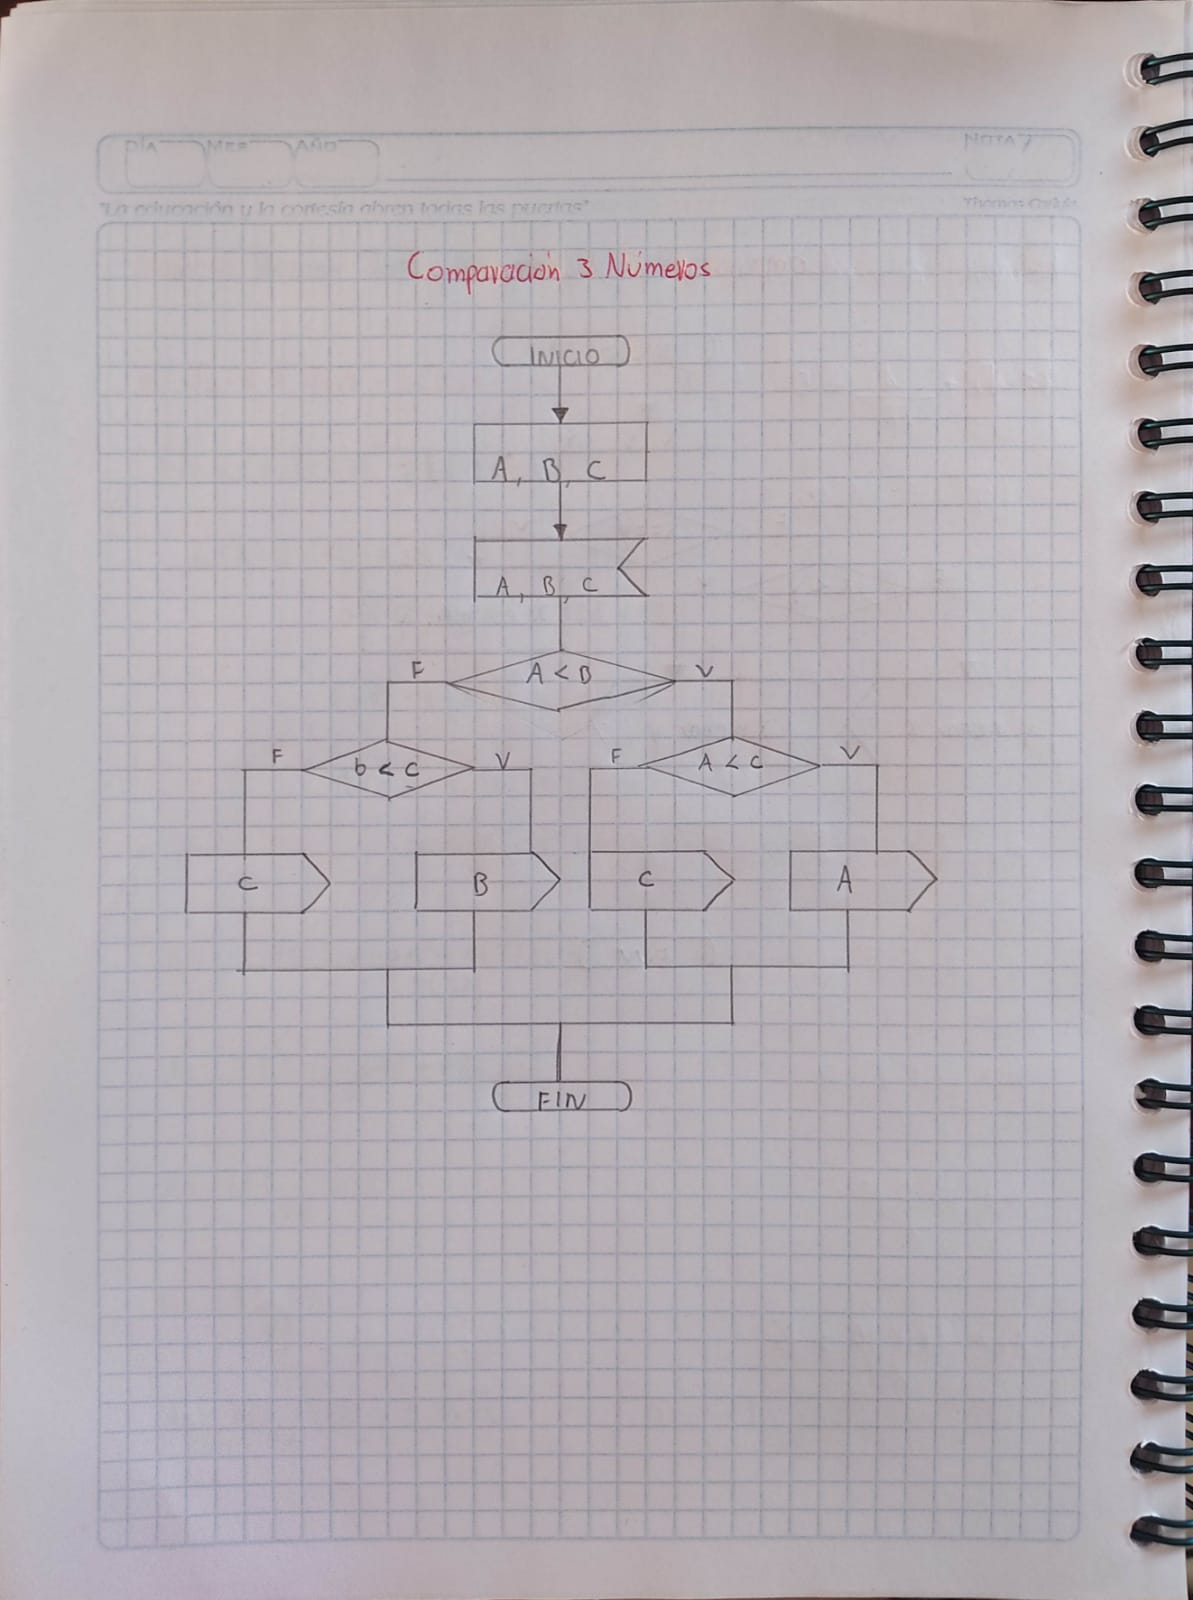 DÍA MES AÑO NOTA
"La educación y la cortesía abren todas las puertas" Thomas Carlyle
Comparación 3 Números
INICIO
A, B, C
A, B, C
F A < B V
F b < c V F A < C V
C B C A
FIN